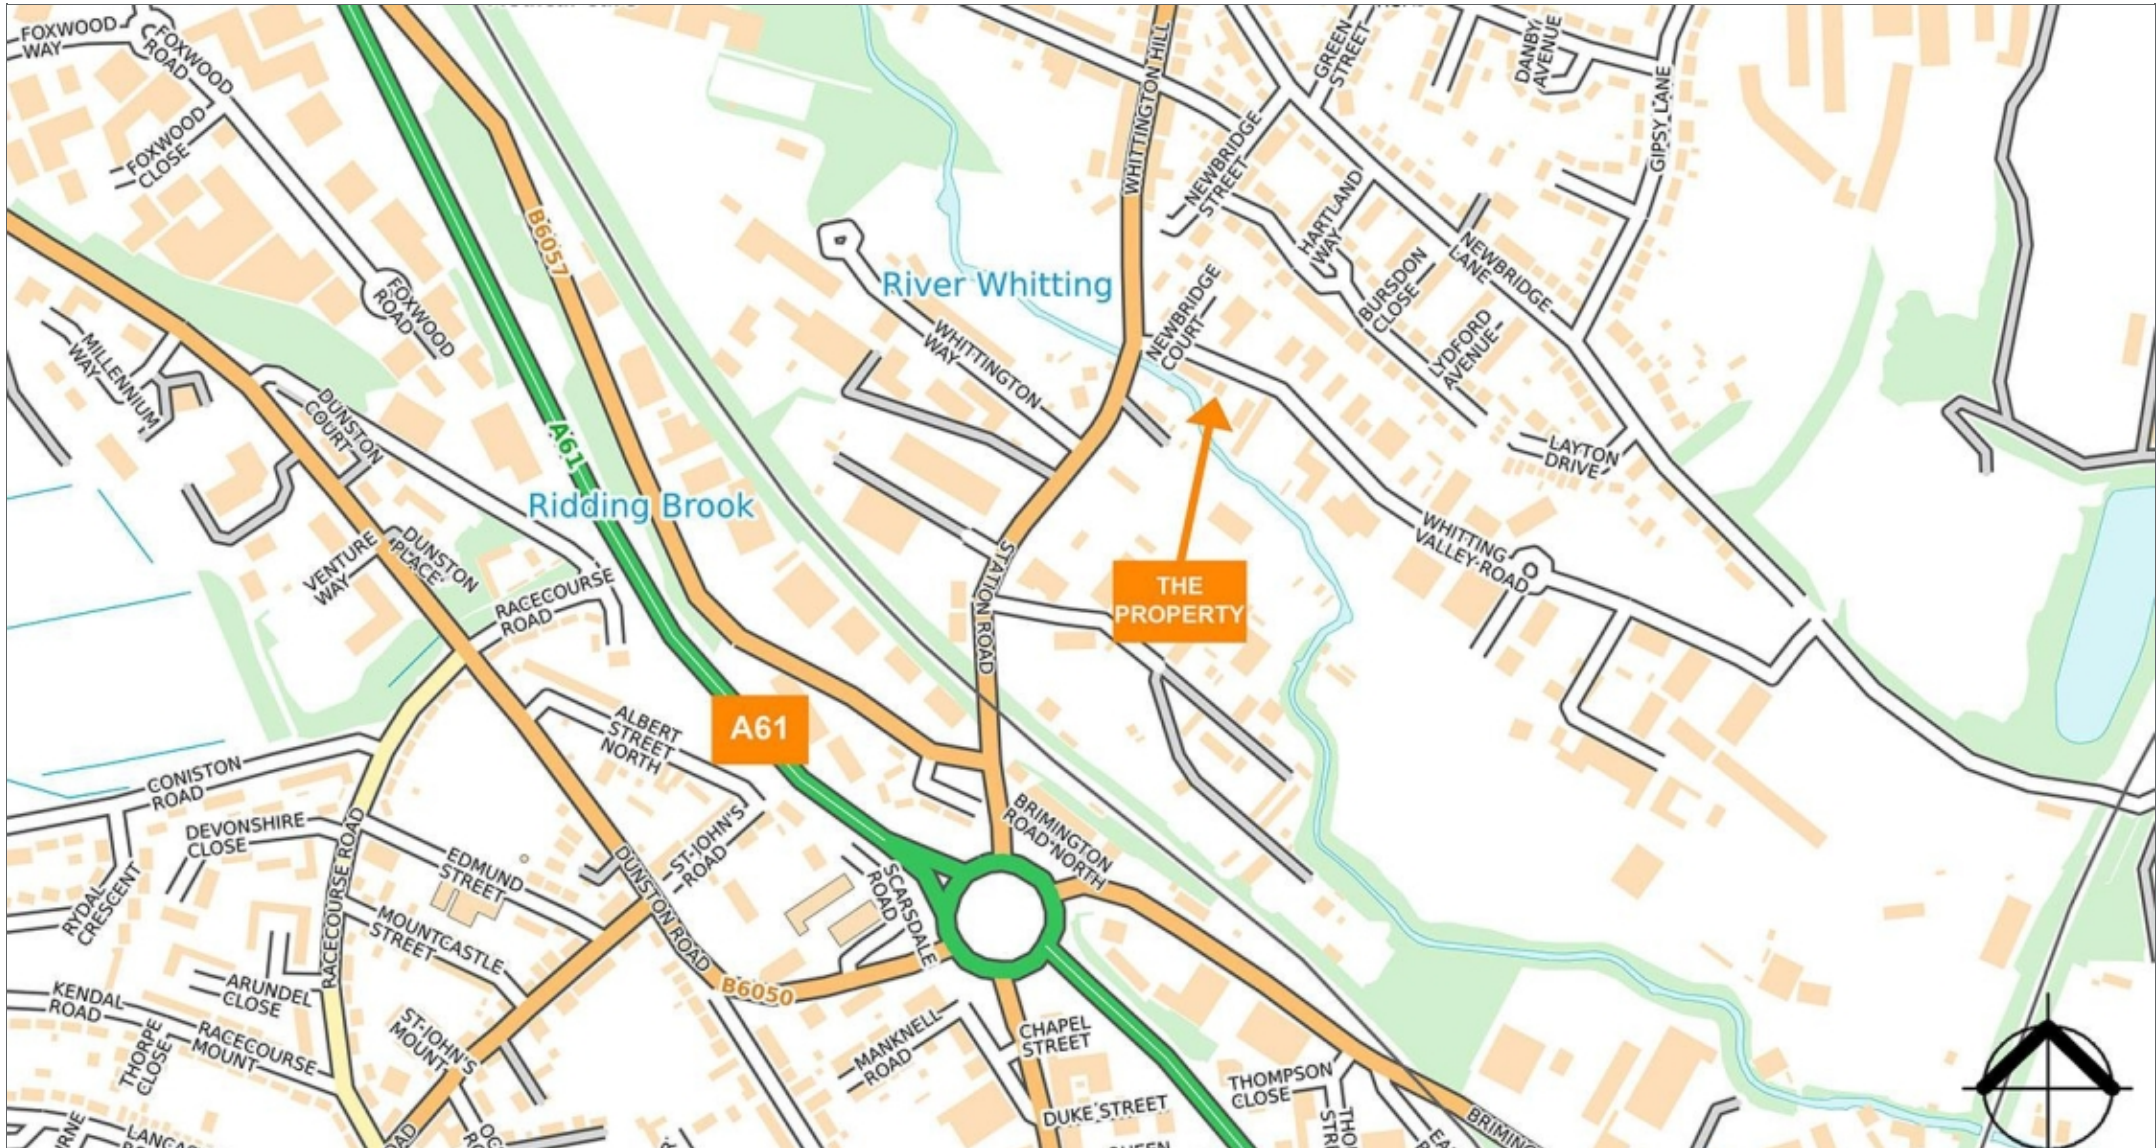 FOXWOOD
WAY
FOXWOOD
ROAD
FOXWOOD
CLOSE
FOXWOOD
ROAD
B6057
WHITTINGTON HILL
GREEN
STREET
DANBY
AVENUE
GIPSY LANE
NEWBRIDGE
STREET
HARTLAND
WAY
BURSDON
CLOSE
NEWBRIDGE
LANE
LYDFORD
AVENUE
LAYTON
DRIVE
River Whitting
NEWBRIDGE
COURT
WHITTINGTON
WAY
MILLENNIUM
WAY
DUNSTON
COURT
A61
Ridding Brook
VENTURE
WAY
DUNSTON
PLACE
RACECOURSE
ROAD
STATION ROAD
WHITTING
VALLEY ROAD
THE
PROPERTY
A61
ALBERT
STREET
NORTH
CONISTON
ROAD
DEVONSHIRE
CLOSE
RYDAL
CRESCENT
RACECOURSE ROAD
EDMUND
STREET
ST-JOHN'S
ROAD
DUNSTON ROAD
SCARSDALE
ROAD
BRIMINGTON
ROAD NORTH
MOUNTCASTLE
STREET
ARUNDEL
CLOSE
B6050
KENDAL
ROAD
THORPE
CLOSE
RACECOURSE
MOUNT
ST-JOHN'S
MOUNT
MANKNELL
ROAD
CHAPEL
STREET
DUKE STREET
THOMPSON
CLOSE